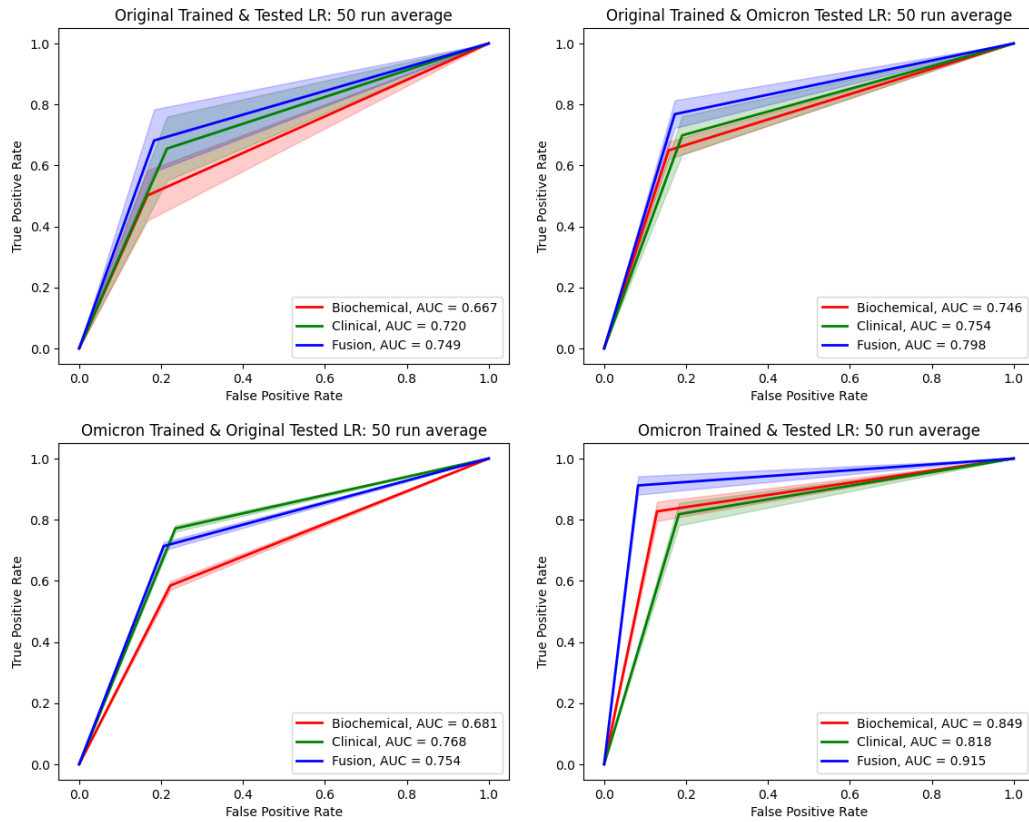 Original Trained & Tested LR: 50 run average
1.0
0.8
0.6
0.4
0.2
0.0
True Positive Rate
Biochemical, AUC = 0.667
Clinical, AUC = 0.720
Fusion, AUC = 0.749
0.0 0.2 0.4 0.6 0.8 1.0
False Positive Rate
Original Trained & Omicron Tested LR: 50 run average
1.0
0.8
0.6
0.4
0.2
0.0
True Positive Rate
Biochemical, AUC = 0.746
Clinical, AUC = 0.754
Fusion, AUC = 0.798
0.0 0.2 0.4 0.6 0.8 1.0
False Positive Rate
Omicron Trained & Original Tested LR: 50 run average
1.0
0.8
0.6
0.4
0.2
0.0
True Positive Rate
Biochemical, AUC = 0.681
Clinical, AUC = 0.768
Fusion, AUC = 0.754
0.0 0.2 0.4 0.6 0.8 1.0
False Positive Rate
Omicron Trained & Tested LR: 50 run average
1.0
0.8
0.6
0.4
0.2
0.0
True Positive Rate
Biochemical, AUC = 0.849
Clinical, AUC = 0.818
Fusion, AUC = 0.915
0.0 0.2 0.4 0.6 0.8 1.0
False Positive Rate